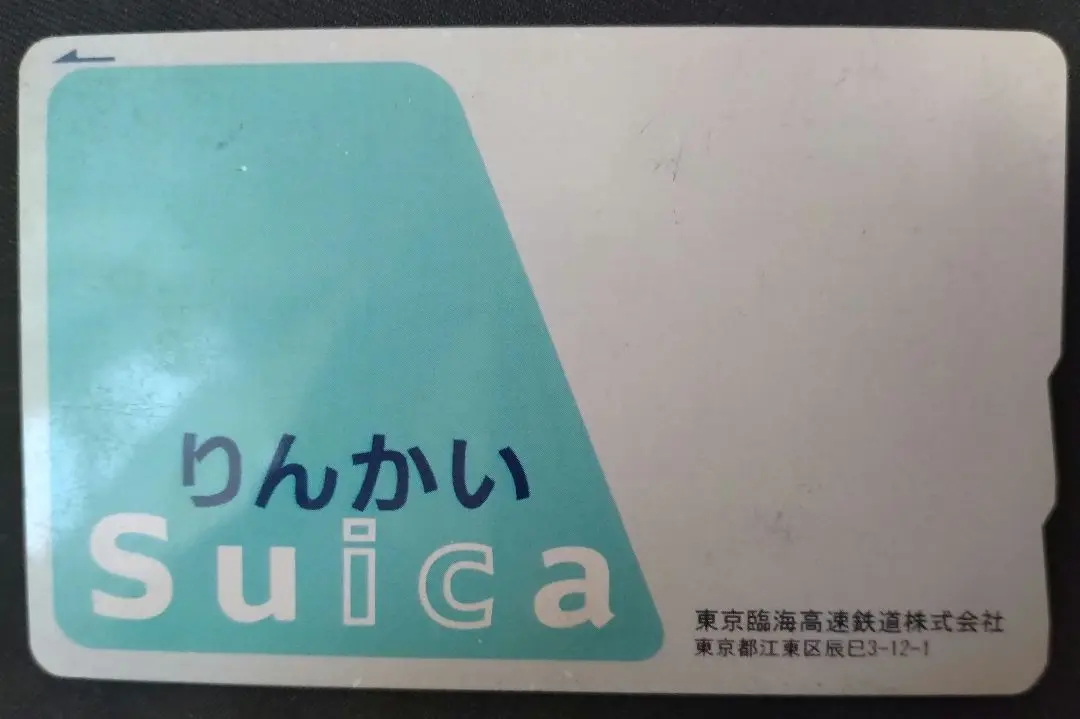 りんかい
Suica
東京臨海高速鉄道株式会社
東京都江東区辰巳3-12-1